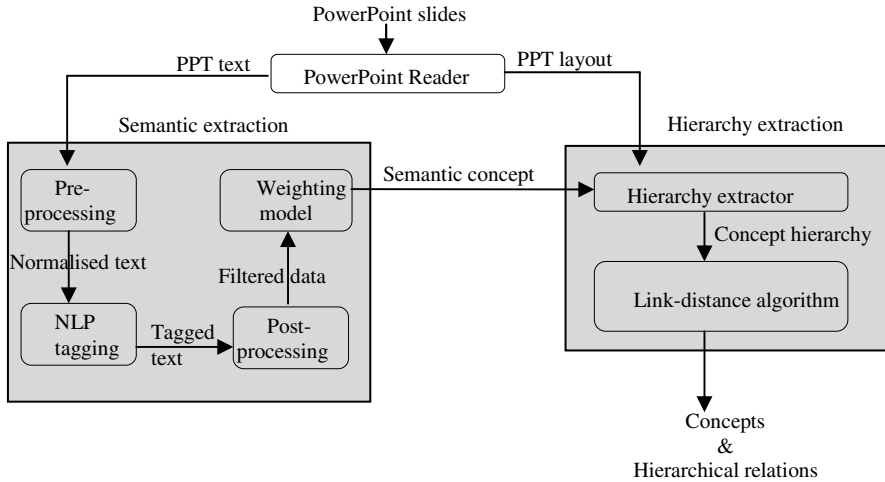 PowerPoint slides
PPT text
PowerPoint Reader
PPT layout
Semantic extraction
Hierarchy extraction
Pre-
processing
Weighting
model
Semantic concept
Hierarchy extractor
Normalised text
Filtered data
Concept hierarchy
NLP
tagging
Tagged
text
Post-
processing
Link-distance algorithm
Concepts
&
Hierarchical relations